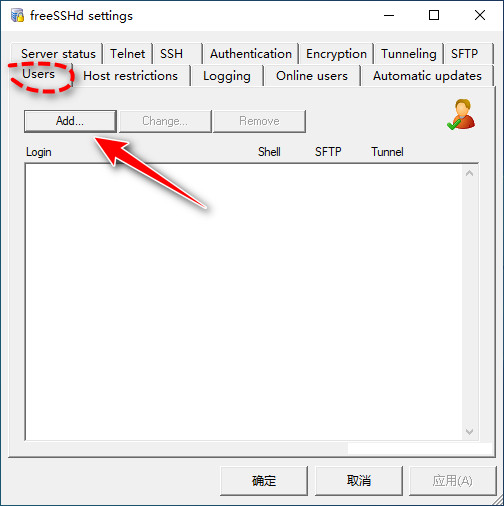 freeSSHd settings
Server status Telnet SSH Authentication Encryption Tunneling SFTP
Users Host restrictions Logging Online users Automatic updates
Add... Change... Remove
Login Shell SFTP Tunnel
确定 取消 应用(A)